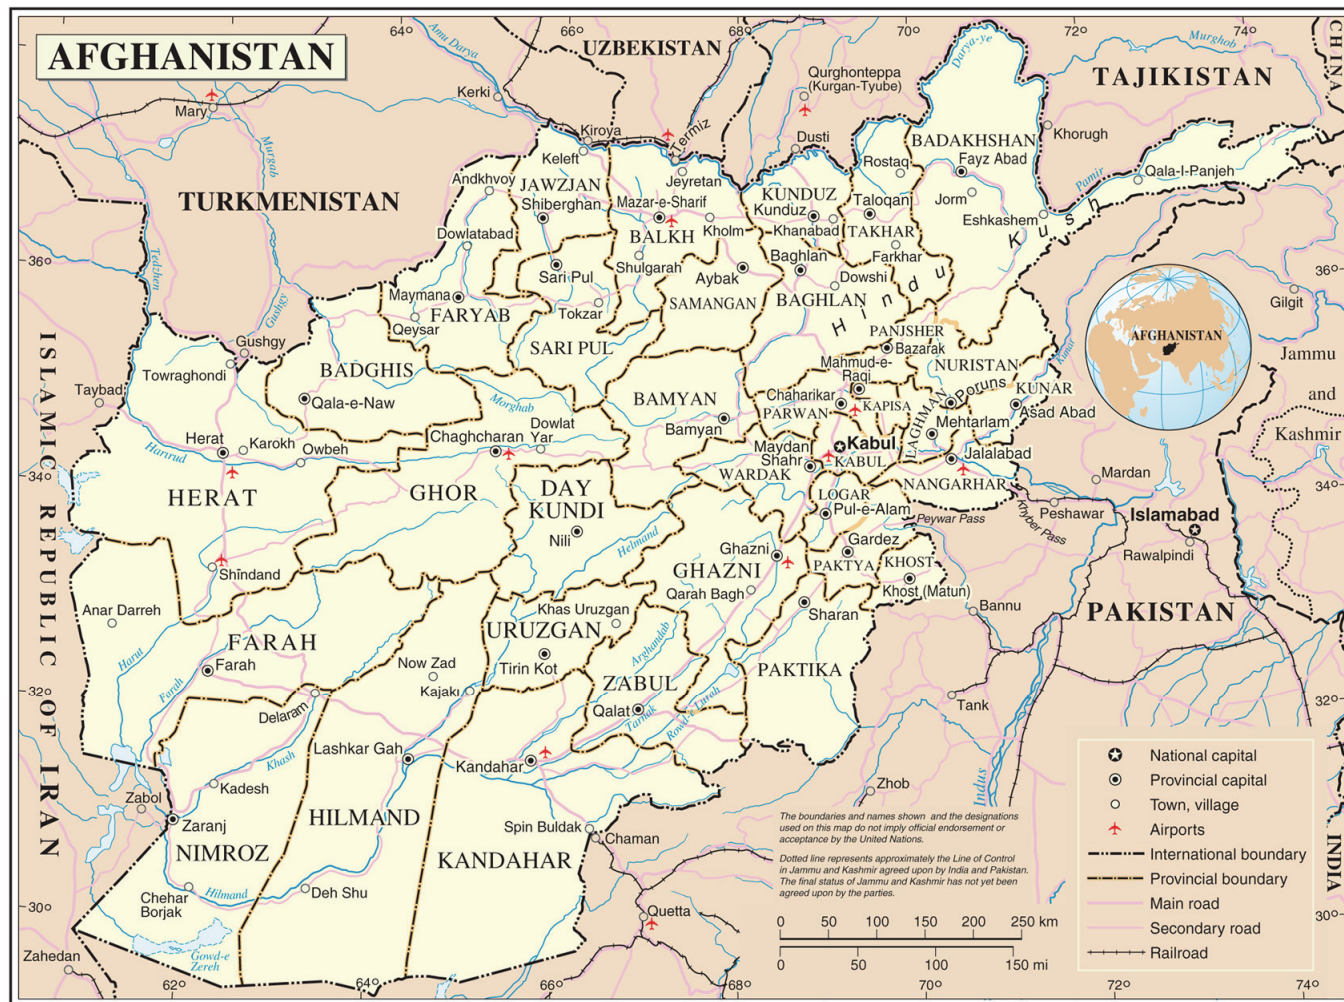 AFGHANISTAN
64°
66°
68°
70°
72°
74°
UZBEKISTAN
TAJIKISTAN
CHINA
Amu Darya
Darya-ye
Murghob
Qurghonteppa
(Kurgan-Tyube)
Kerki
Mary
Murgab
Kiroya
Termiz
Dusti
Khorugh
Keleft
Jeyretan
Rostaq
BADAKHSHAN
Fayz Abad
Pamir
Qala-I-Panjeh
TURKMENISTAN
Andkhvoy
JAWZJAN
Shiberghan
Mazar-e-Sharif
BALKH
Kholm
KUNDUZ
Kunduz
Khanabad
Taloqan
TAKHAR
Farkhar
Jorm
Eshkashem
Hindu Kush
Dowlatabad
Sari Pul
Shulgarah
Aybak
Baghlan
Dowshi
Tedzhen
Gushgy
36°
36°
Maymana
FARYAB
Qeysar
Tokzar
SAMANGAN
BAGHLAN
Gilgit
AFGHANISTAN
PANJSHER
Bazarak
NURISTAN
Kunar
Gushgy
Towraghondi
BADGHIS
Qala-e-Naw
SARI PUL
Mahmud-e-
Raqi
Jammu
and
Kashmir
Taybad
Morghab
BAMYAN
Bamyan
Chaharikar
PARWAN
KAPISA
LAGHMAN
Poruns
KUNAR
Asad Abad
Mehtarlam
Herat
Karokh
Owbeh
Harirud
Chaghcharan
Dowlat
Yar
Maydan
Shahr
Kabul
KABUL
Jalalabad
NANGARHAR
WARDAK
34°
34°
HERAT
GHOR
DAY
KUNDI
Nili
LOGAR
Pul-e-Alam
Peywar Pass
Khyber Pass
Mardan
Peshawar
Islamabad
Rawalpindi
ISLAMIC REPUBLIC OF IRAN
Shindand
Helmand
Ghazni
GHAZNI
Qarah Bagh
Gardez
PAKTYA
KHOST
Khost (Matun)
Sharan
Bannu
PAKISTAN
Anar Darreh
Harut
FARAH
Farah
Farah
Khas Uruzgan
URUZGAN
Tirin Kot
Arghandab
PAKTIKA
Now Zad
Kajaki
ZABUL
Qalat
Tarnak
Rowd-e Lurah
32°
32°
Tank
Delaram
Lashkar Gah
Kandahar
Khash
Kadesh
Zabol
Zaranj
NIMROZ
HILMAND
KANDAHAR
Spin Buldak
Chaman
Zhob
Indus
Chehar
Borjak
Hilmand
Deh Shu
Gowd-e
Zereh
Quetta
Zahedan
30°
30°
INDIA
The boundaries and names shown and the designations
used on this map do not imply official endorsement or
acceptance by the United Nations.
Dotted line represents approximately the Line of Control
in Jammu and Kashmir agreed upon by India and Pakistan.
The final status of Jammu and Kashmir has not yet been
agreed upon by the parties.
0 50 100 150 200 250 km
0 50 100 150 mi
National capital
Provincial capital
Town, village
Airports
International boundary
Provincial boundary
Main road
Secondary road
Railroad
62
64°
66°
68°
70°
72°
74°